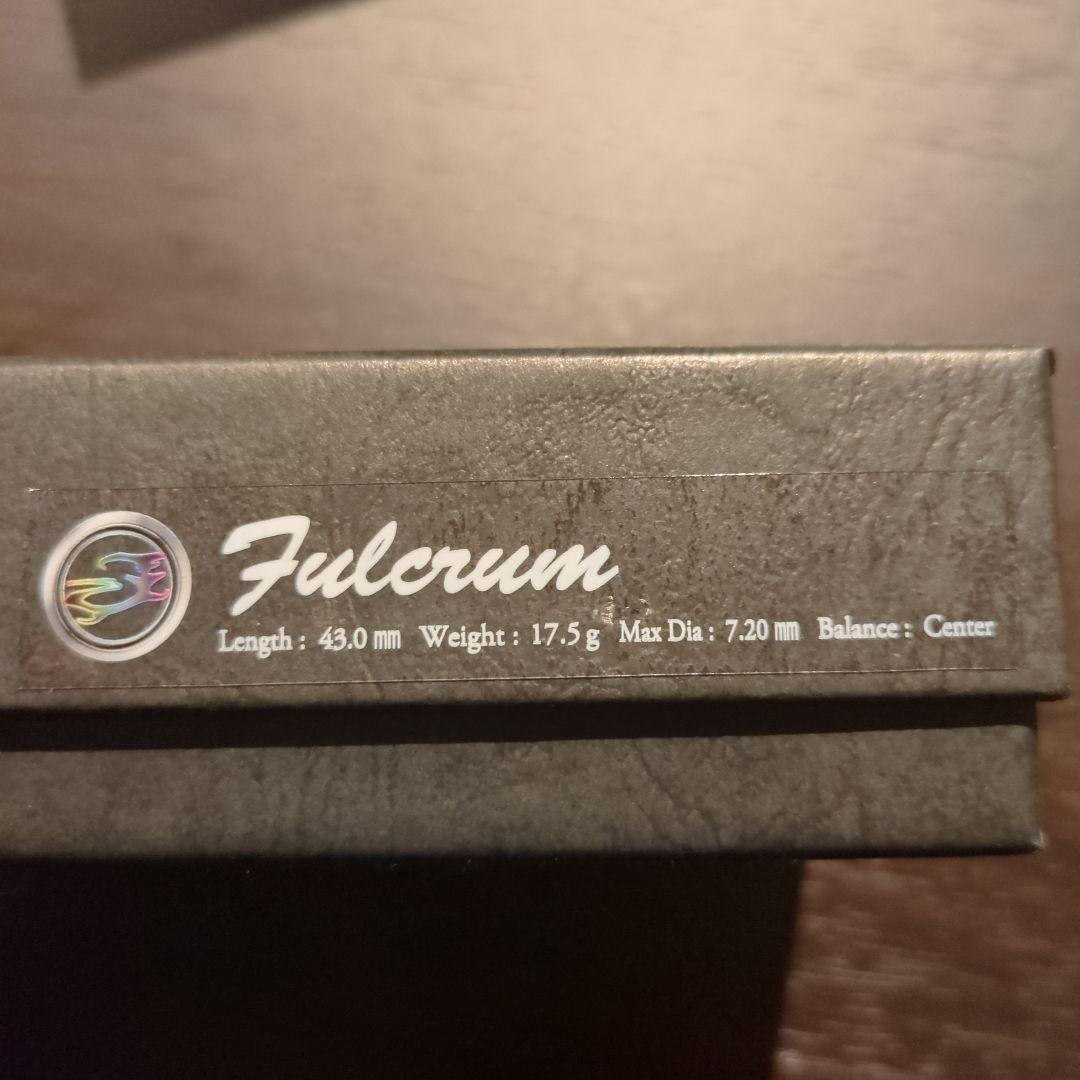 Fulcrum
Length : 43.0 ㎜ Weight : 17.5 g Max Dia : 7.20 ㎜ Balance : Center